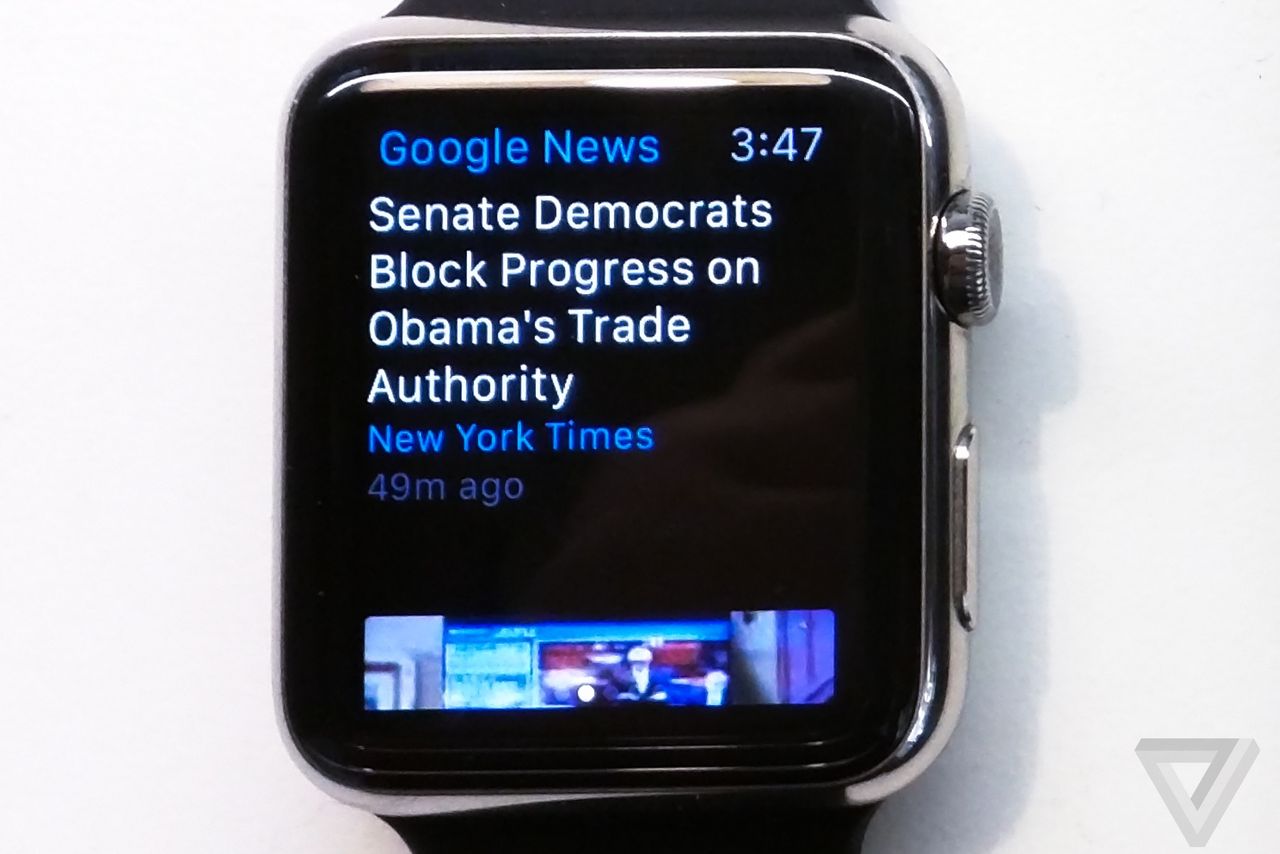 Google News 3:47
Senate Democrats
Block Progress on
Obama's Trade
Authority
New York Times
49m ago